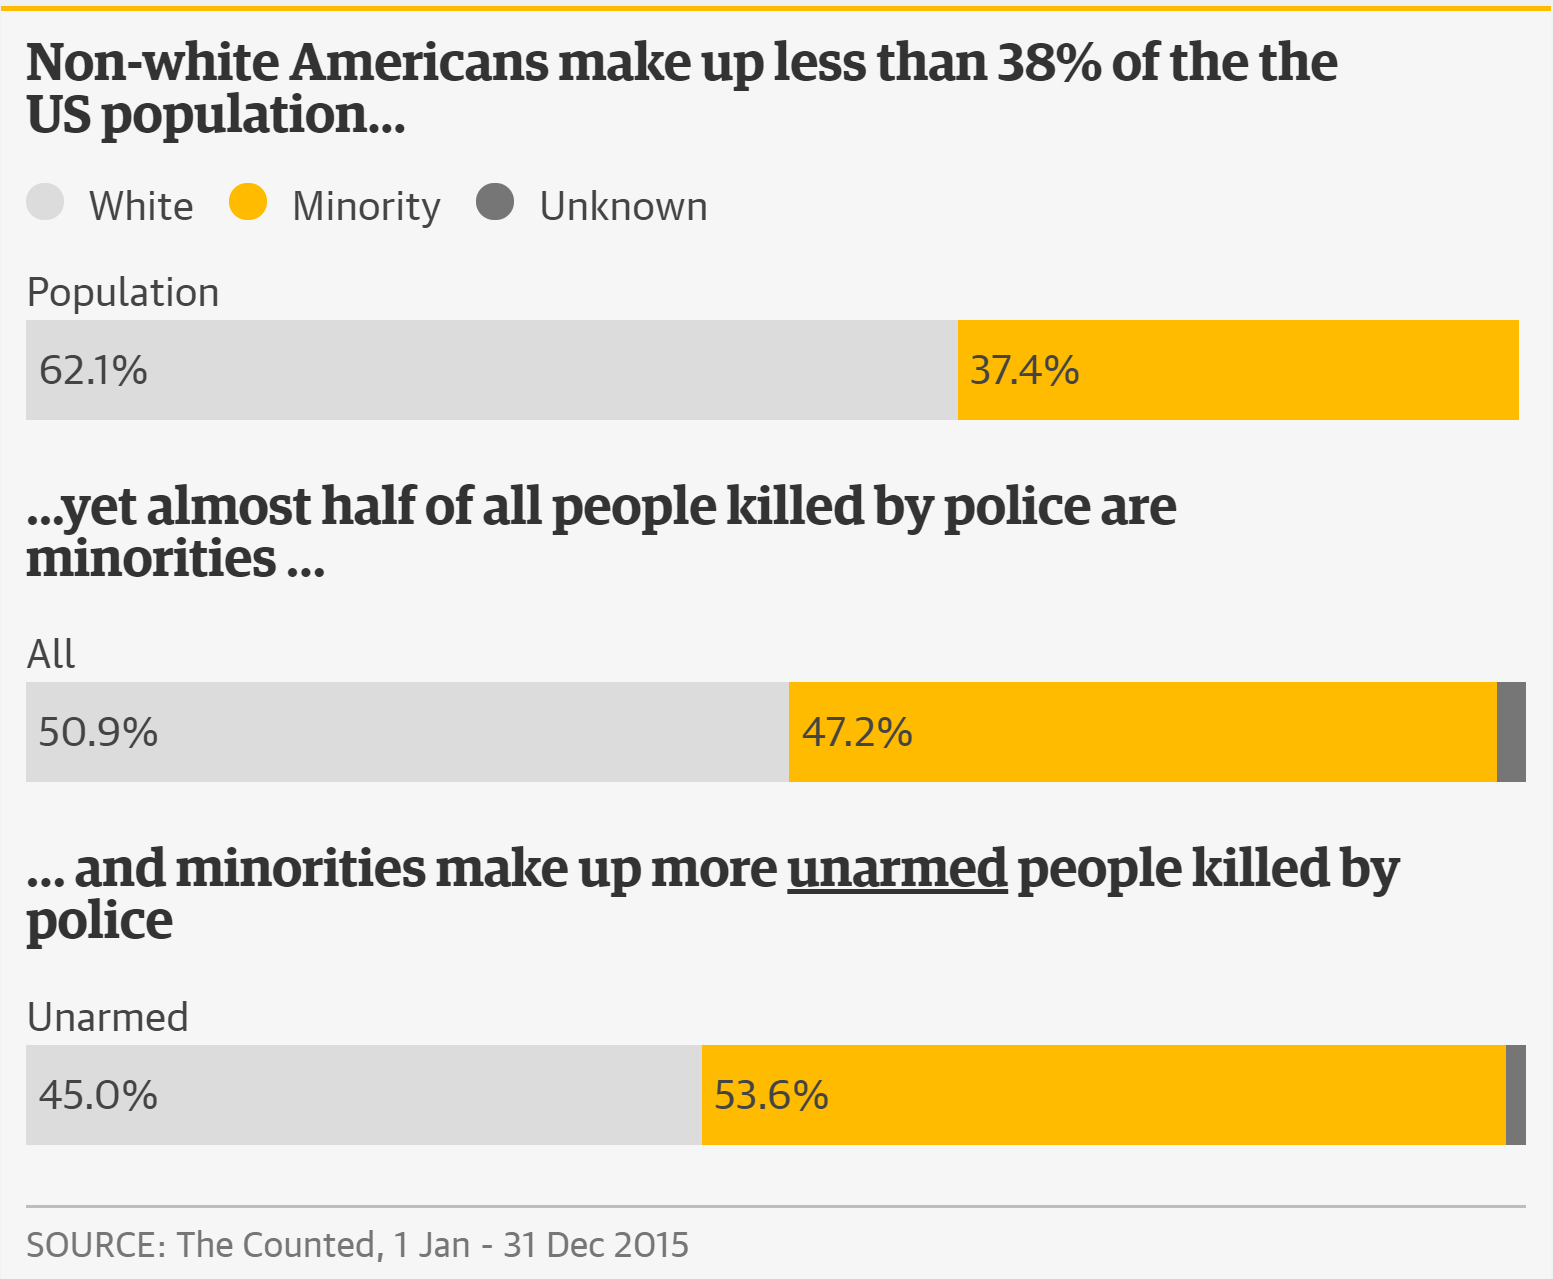 Non-white Americans make up less than 38% of the the
US population...
White Minority Unknown
Population
62.1% 37.4%
...yet almost half of all people killed by police are
minorities ...
All
50.9% 47.2%
... and minorities make up more unarmed people killed by
police
Unarmed
45.0% 53.6%
SOURCE: The Counted, 1 Jan - 31 Dec 2015